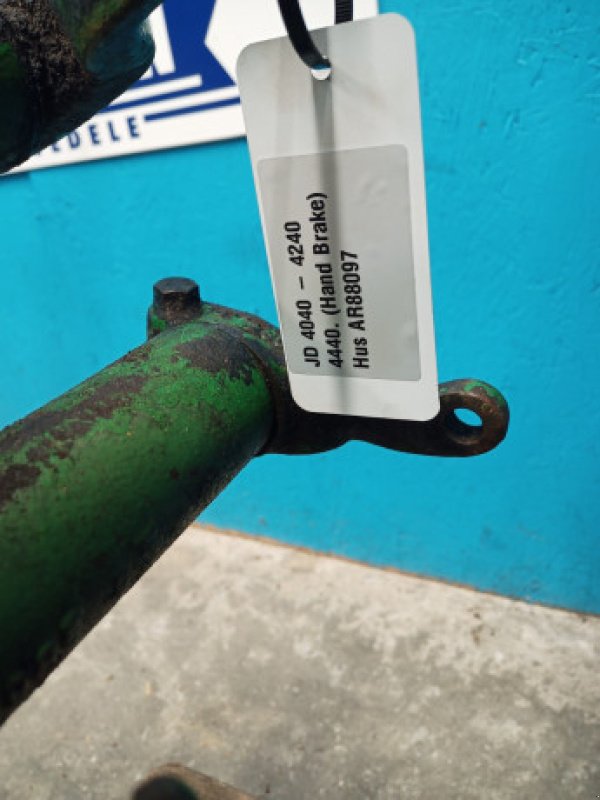 EDELE
JD 4040 – 4240
4440. (Hand Brake)
Hus AR88097